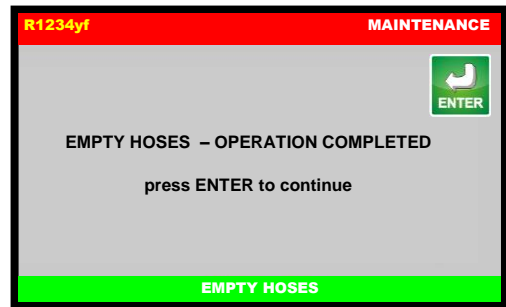 R1234yf MAINTENANCE
ENTER
EMPTY HOSES – OPERATION COMPLETED
press ENTER to continue
EMPTY HOSES